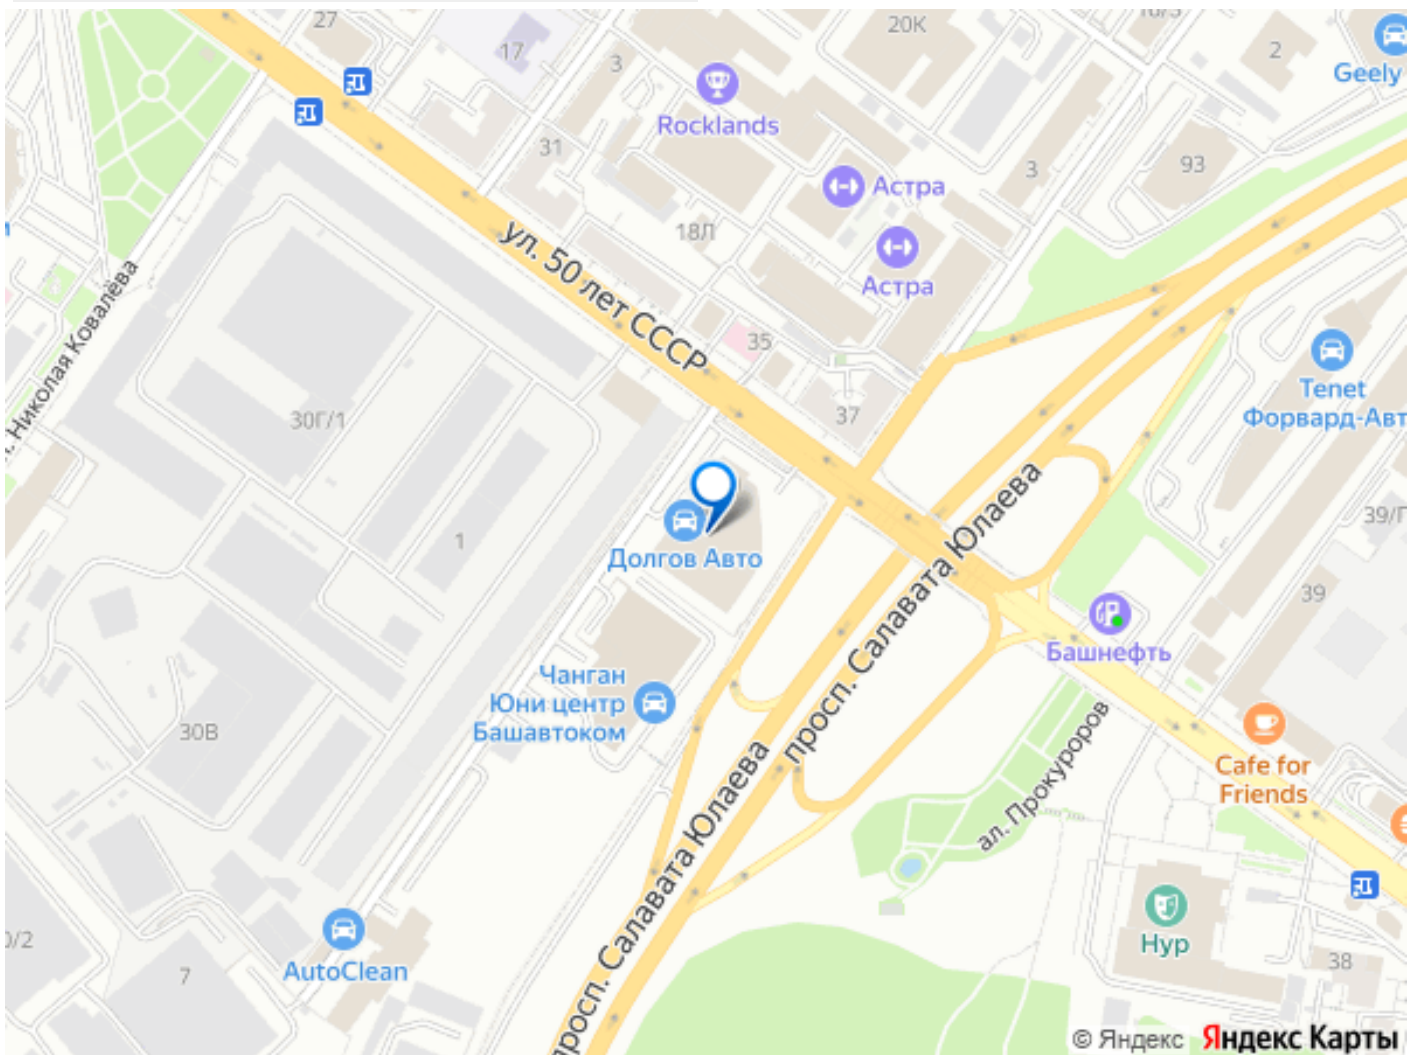 27
17
3
20К
2
Geely
Rocklands
31
3
93
Астра
18Л
Астра
ул. 50 лет СССР
Николая Ковалёва
35
Tenet
Форвард-Авт
37
30Г/1
1
Долгов Авто
просп. Салавата Юлаева
39/Г
39
Башнефть
Чанган
Юни центр
Башавтоком
30В
ал. Прокуроров
Cafe for
Friends
просп. Салавата Юлаева
Нур
38
0/2
7
AutoClean
© Яндекс Яндекс Карты